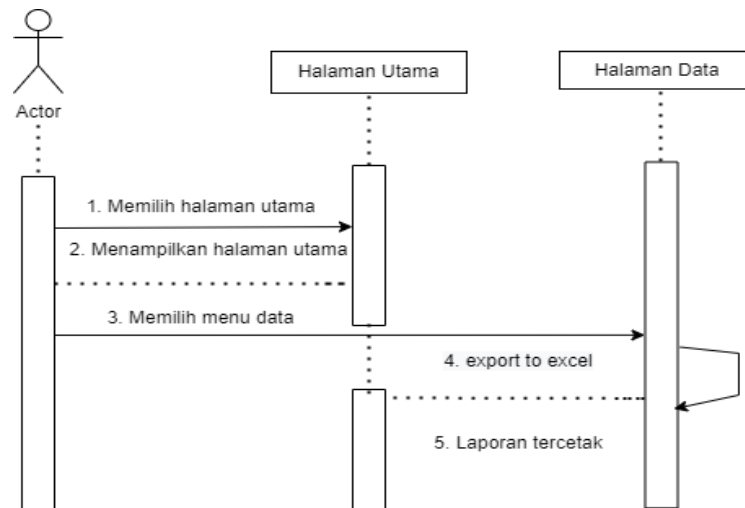 Halaman Utama
Halaman Data
Actor
1. Memilih halaman utama
2. Menampilkan halaman utama
3. Memilih menu data
4. export to excel
5. Laporan tercetak